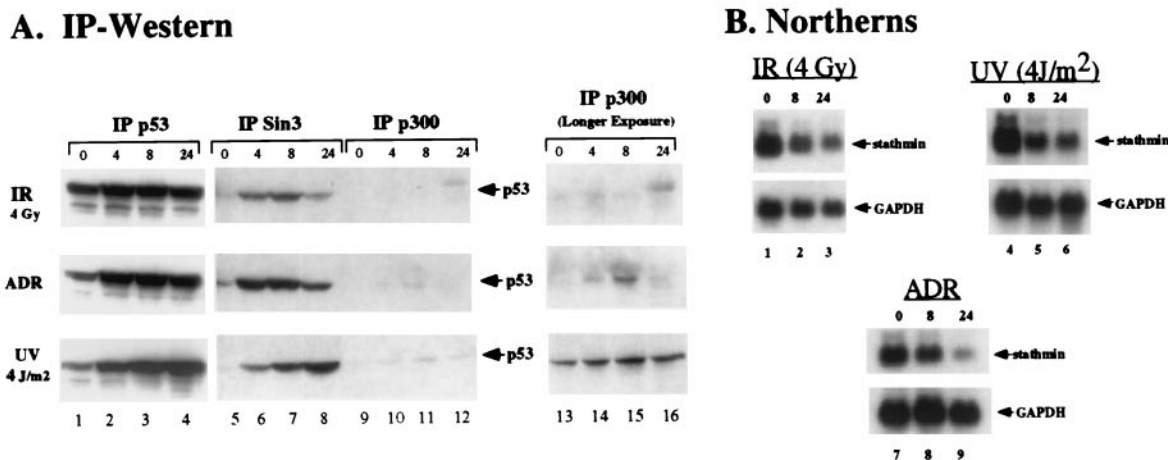 A. IP-Western
IP p53 IP Sin3 IP p300 IP p300
(Longer Exposure)
0 4 8 24 0 4 8 24 0 4 8 24 0 4 8 24
IR
4 Gy
p53
ADR
p53
UV
4 J/m2
p53
1 2 3 4 5 6 7 8 9 10 11 12 13 14 15 16
B. Northerns
IR (4 Gy) UV (4J/m²)
0 8 24 0 8 24
stathmin stathmin
GAPDH GAPDH
1 2 3 4 5 6
ADR
0 8 24
stathmin
GAPDH
7 8 9